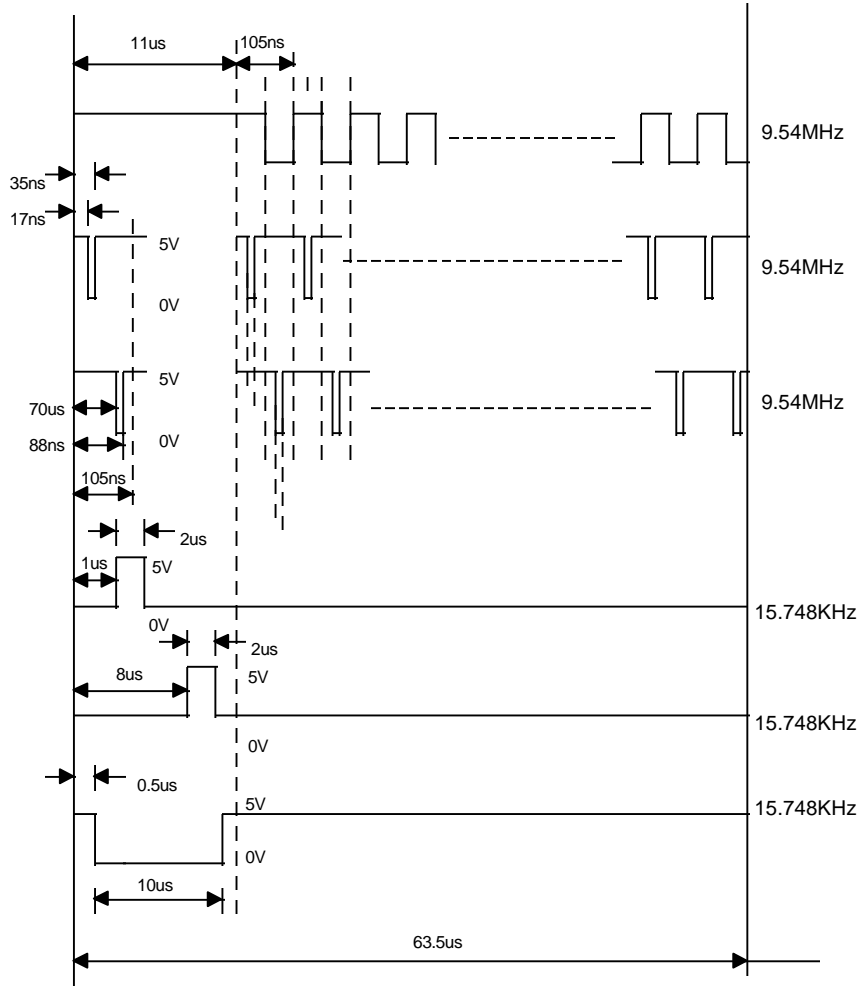 11us
105ns
9.54MHz
35ns
17ns
5V
9.54MHz
0V
5V
9.54MHz
70us
0V
88ns
105ns
2us
1us
5V
15.748KHz
0V
2us
8us
5V
15.748KHz
0V
0.5us
5V
15.748KHz
0V
10us
63.5us